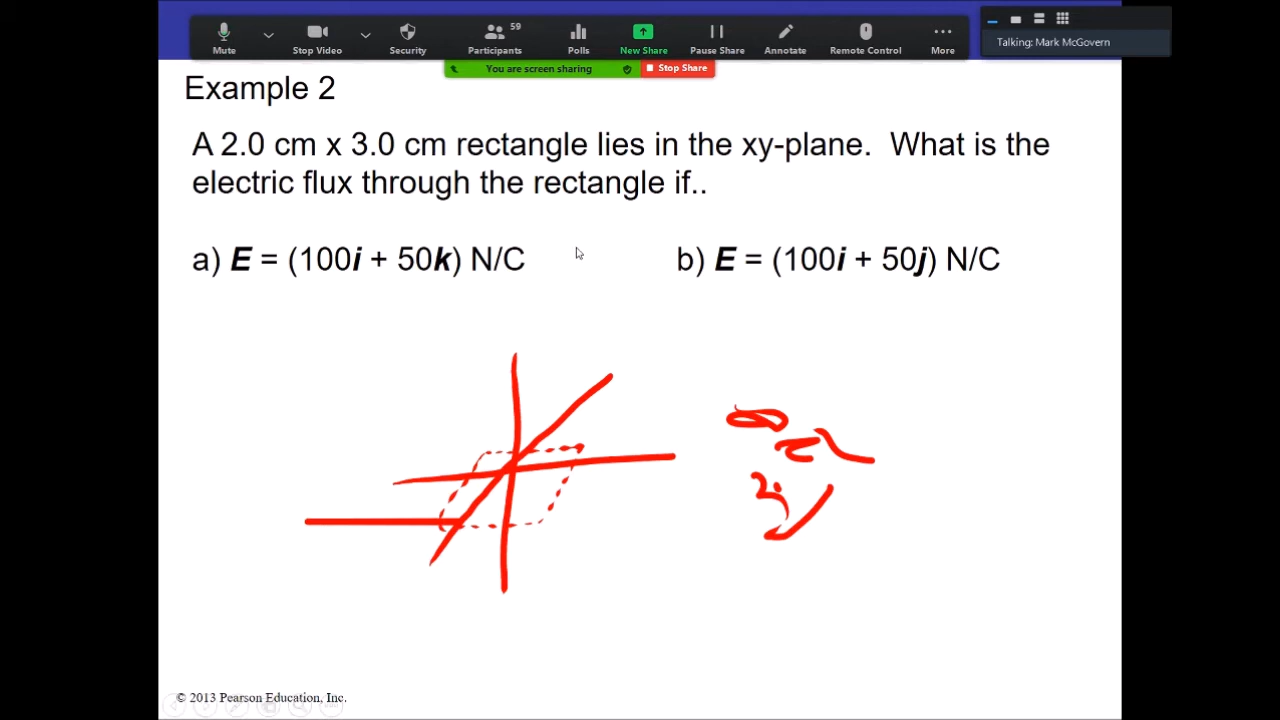 Mute
Stop Video
Security
Participants
59
Polls
New Share
Pause Share
Annotate
Remote Control
More
Talking: Mark McGovern
You are screen sharing
Stop Share
Example 2
A 2.0 cm x 3.0 cm rectangle lies in the xy-plane. What is the
electric flux through the rectangle if..
a) E = (100i + 50k) N/C
b) E = (100i + 50j) N/C
© 2013 Pearson Education, Inc.